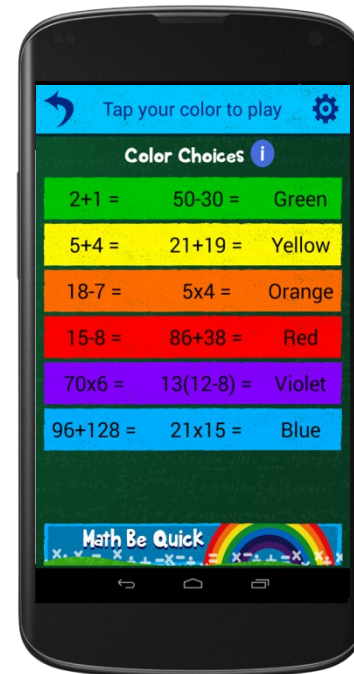 Tap your color to play
Color Choices i
2+1 = 50-30 = Green
5+4 = 21+19 = Yellow
18-7 = 5x4 = Orange
15-8 = 86+38 = Red
70x6 = 13(12-8) = Violet
96+128 = 21x15 = Blue
Math Be Quick